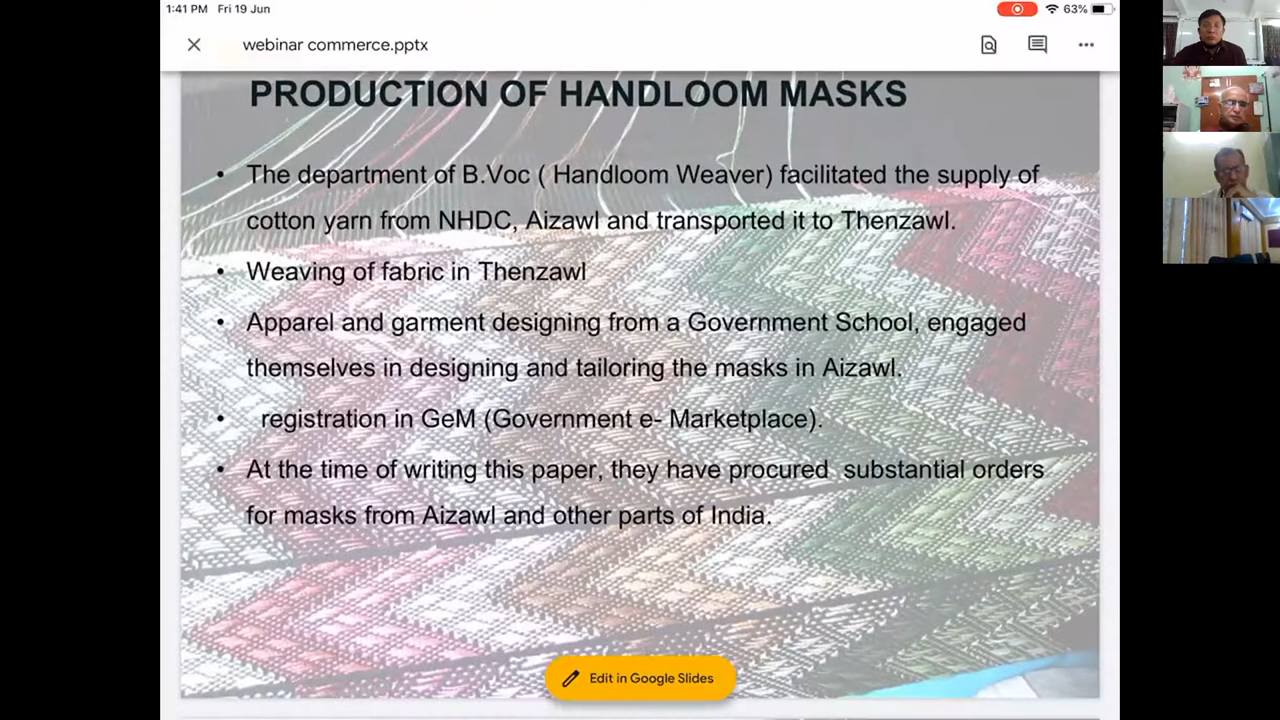 1:41 PM Fri 19 Jun
63%
webinar commerce.pptx
PRODUCTION OF HANDLOOM MASKS
• The department of B.Voc ( Handloom Weaver) facilitated the supply of
cotton yarn from NHDC, Aizawl and transported it to Thenzawl.
• Weaving of fabric in Thenzawl
• Apparel and garment designing from a Government School, engaged
themselves in designing and tailoring the masks in Aizawl.
• registration in GeM (Government e- Marketplace).
• At the time of writing this paper, they have procured substantial orders
for masks from Aizawl and other parts of India.
Edit in Google Slides